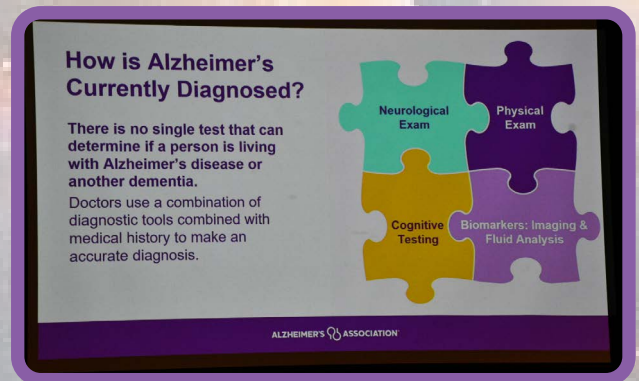 How is Alzheimer's
Currently Diagnosed?
There is no single test that can
determine if a person is living
with Alzheimer's disease or
another dementia.
Doctors use a combination of
diagnostic tools combined with
medical history to make an
accurate diagnosis.
Neurological
Exam
Physical
Exam
Cognitive
Testing
Biomarkers: Imaging &
Fluid Analysis
ALZHEIMER'S ASSOCIATION